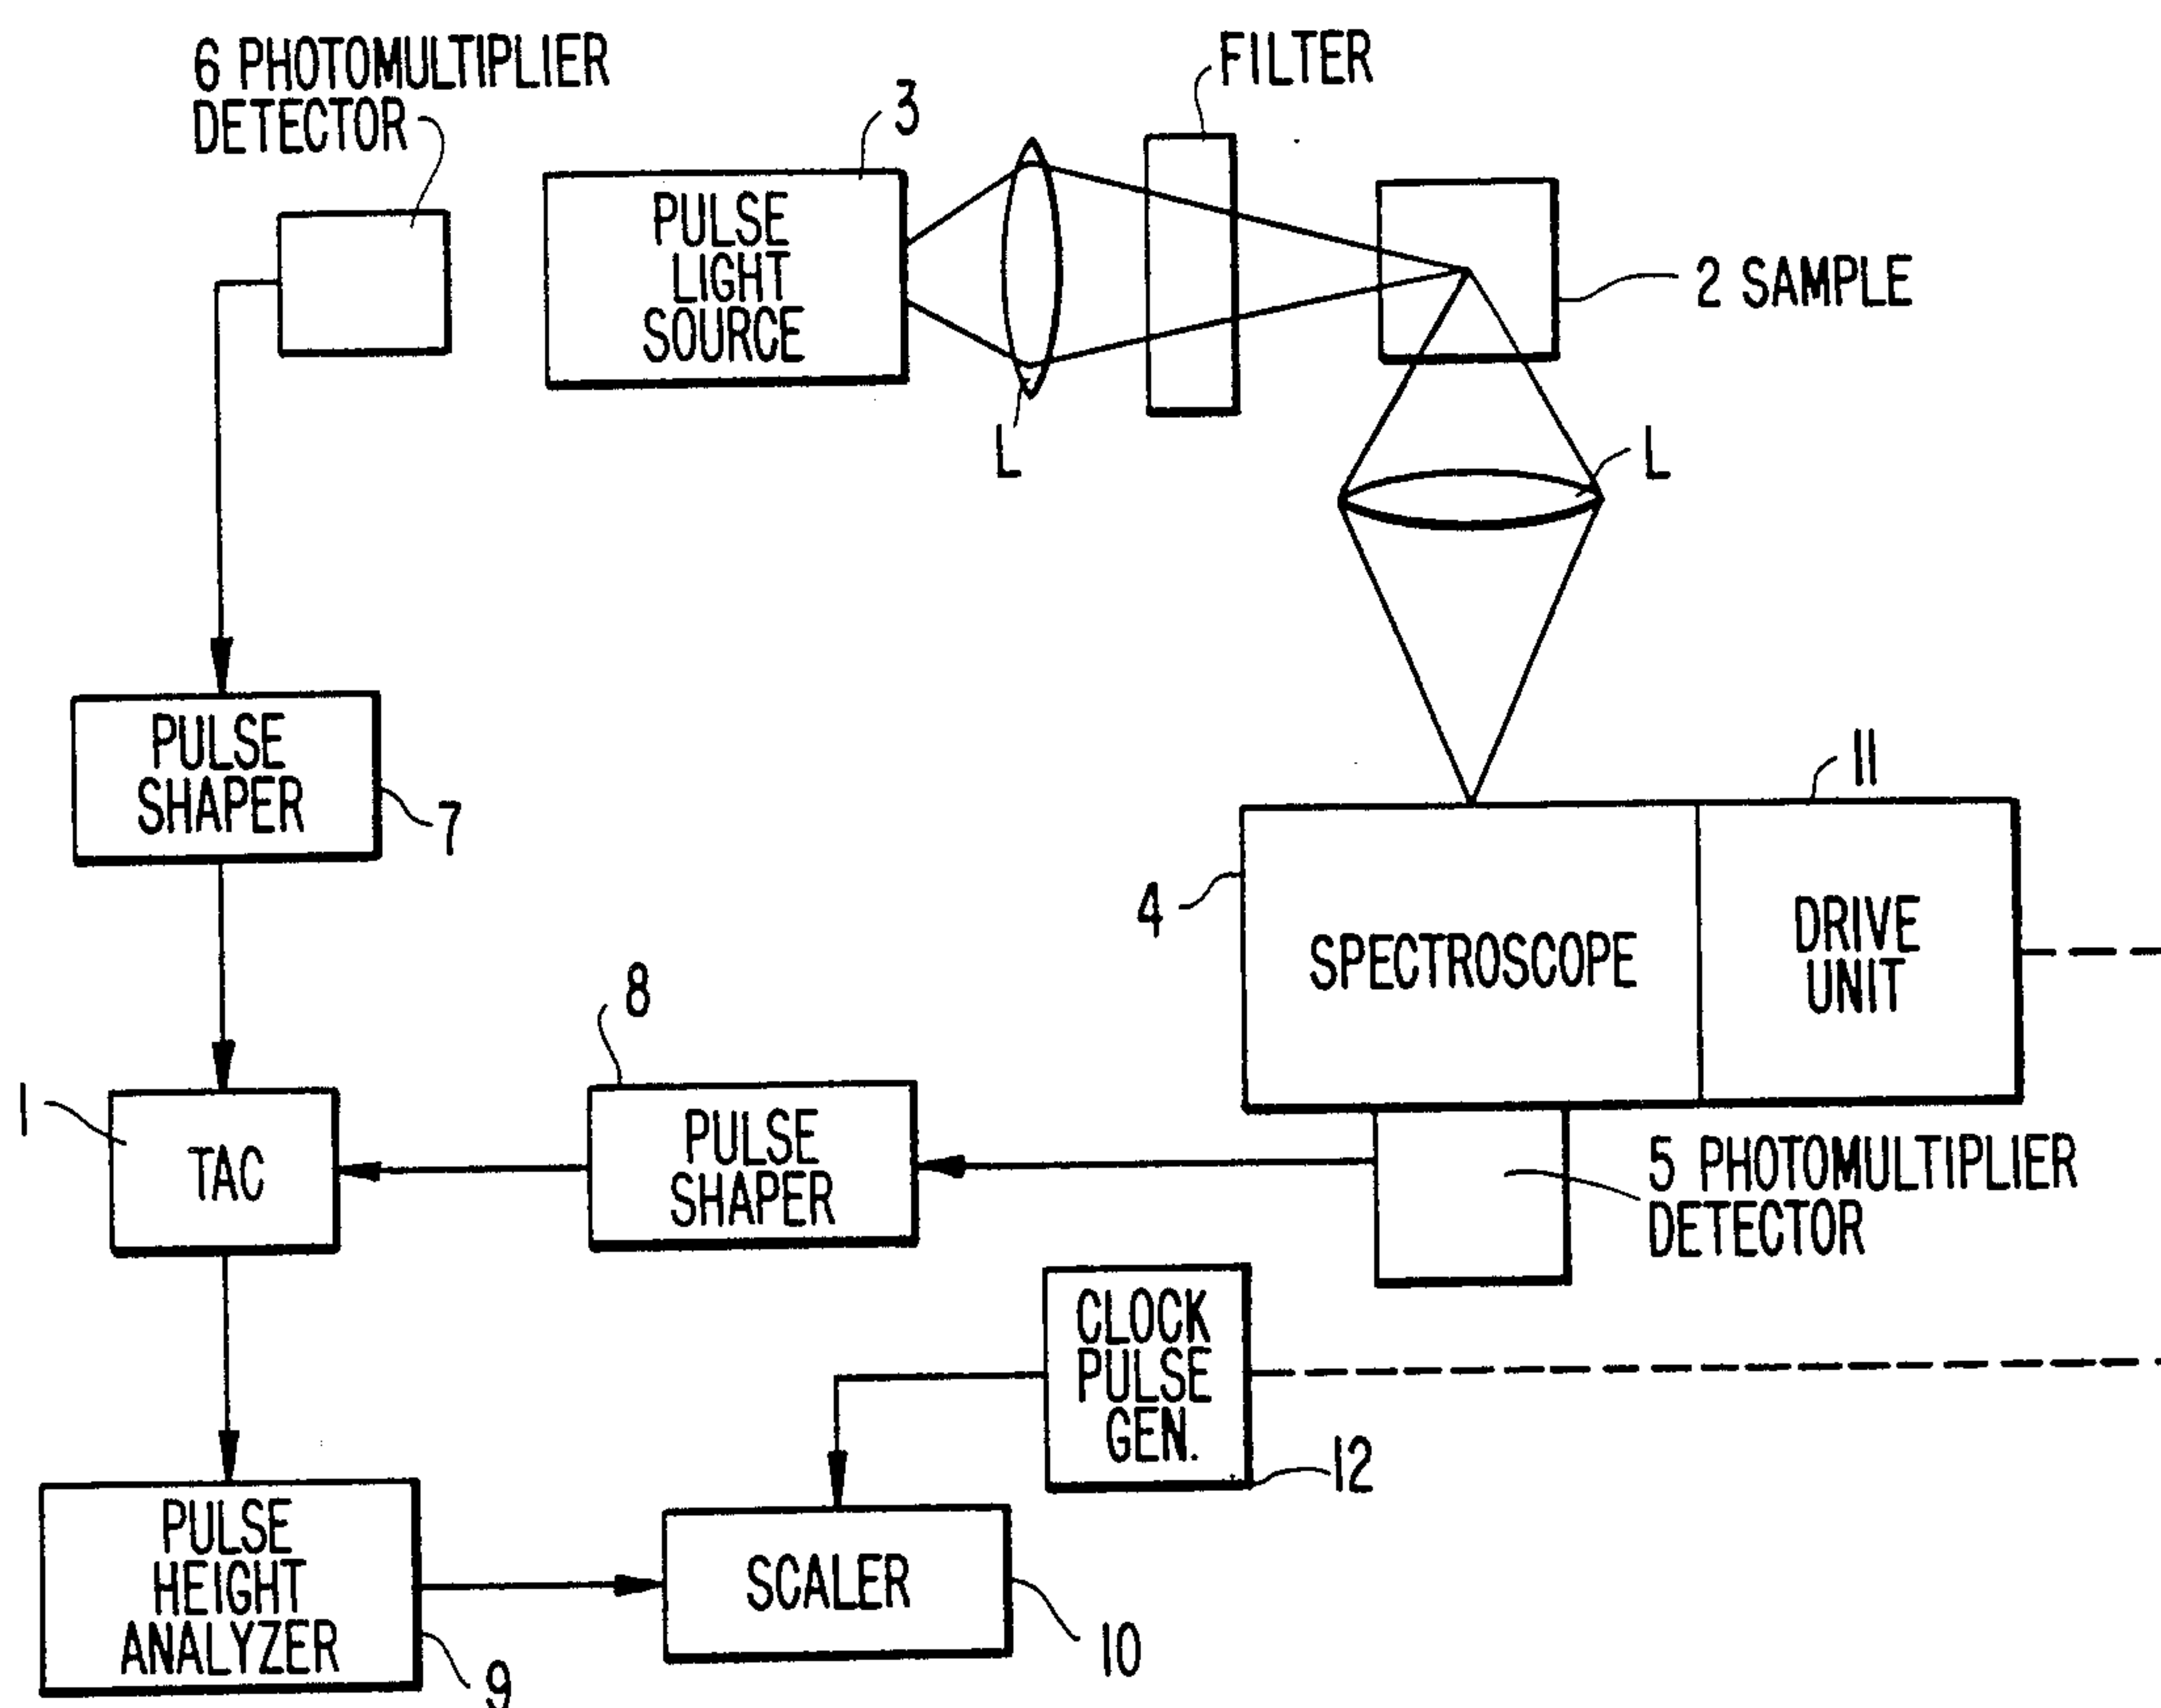 6 PHOTOMULTIPLIER
DETECTOR
3
FILTER
PULSE
LIGHT
SOURCE
2 SAMPLE
L
L
PULSE
SHAPER
7
11
4
SPECTROSCOPE
DRIVE
UNIT
8
1
TAC
PULSE
SHAPER
5 PHOTOMULTIPLIER
DETECTOR
CLOCK
PULSE
GEN.
12
PULSE
HEIGHT
ANALYZER
9
SCALER
10